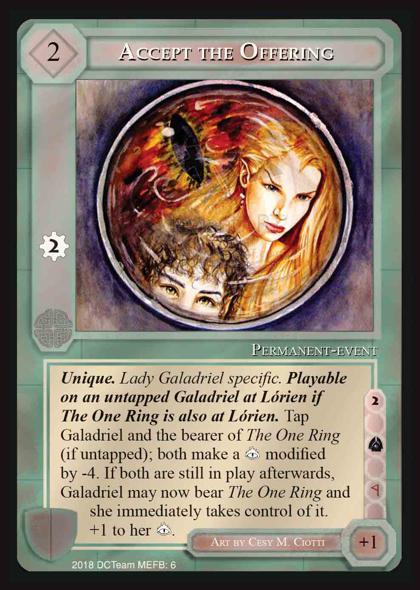 2
Accept the Offering
2
Permanent-event
Unique. Lady Galadriel specific. Playable
on an untapped Galadriel at Lórien if
The One Ring is also at Lórien. Tap
Galadriel and the bearer of The One Ring
(if untapped); both make a modified
by -4. If both are still in play afterwards,
Galadriel may now bear The One Ring and
she immediately takes control of it.
+1 to her .
2
Art by Cesy M. Ciotti
+1
2018 DCTeam MEFB: 6